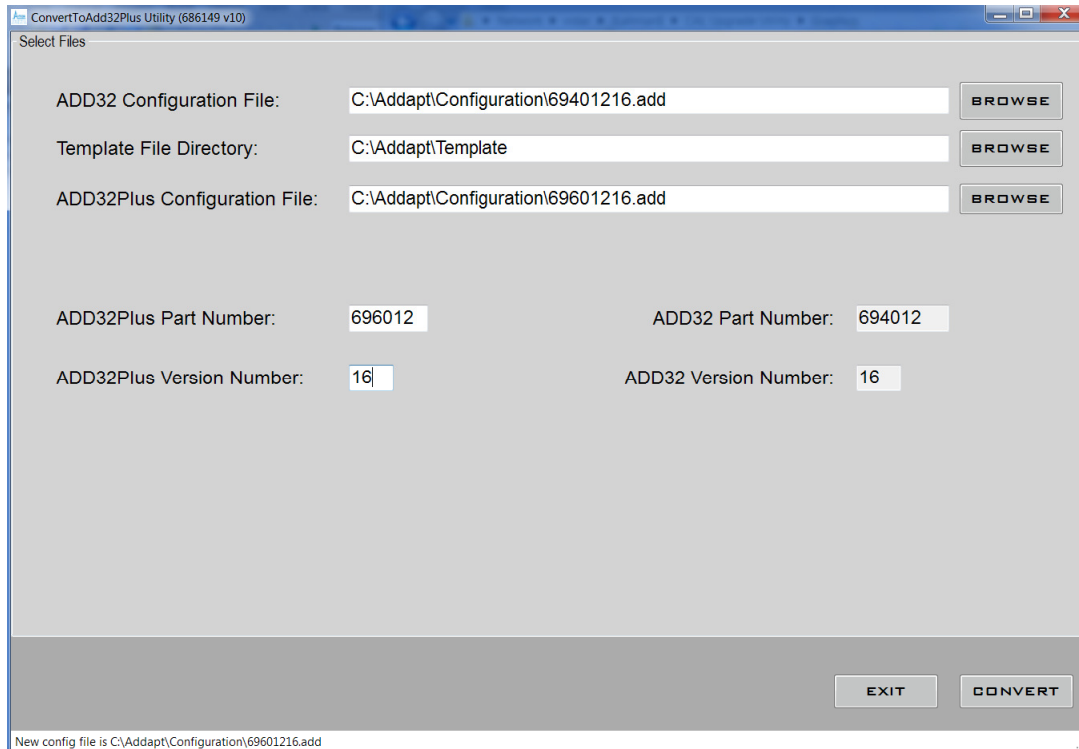 ConvertToAdd32Plus Utility (686149 v10)
Select Files
ADD32 Configuration File: C:\Addapt\Configuration\69401216.add BROWSE
Template File Directory: C:\Addapt\Template BROWSE
ADD32Plus Configuration File: C:\Addapt\Configuration\69601216.add BROWSE
ADD32Plus Part Number: 696012 ADD32 Part Number: 694012
ADD32Plus Version Number: 16 ADD32 Version Number: 16
EXIT CONVERT
New config file is C:\Addapt\Configuration\69601216.add